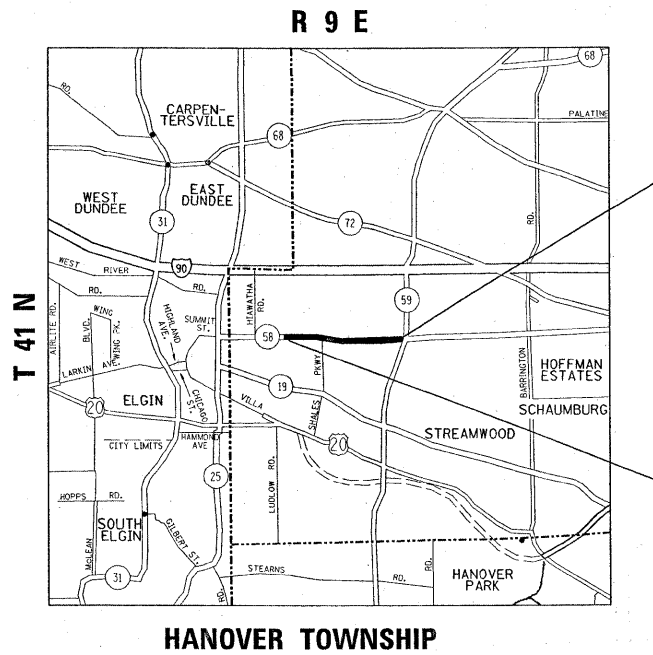 R 9 E
T 41 N
68
RD.
CARPEN-
TERSVILLE
PALATINE
68
WEST
DUNDEE
EAST
DUNDEE
31
72
RD.
WEST
RIVER
90
RD.
RD.
HIAWATHA
RD.
59
AIRLITE RD.
BLVD.
WING
WING PK.
HIGHLAND
AVE.
SUMMIT
ST.
58
BARRINGTON
HOFFMAN
ESTATES
LARKIN AVE.
PKWY
19
SCHAUMBURG
20
ELGIN
CHICAGO
ST.
VILLA
SHALES
20
STREAMWOOD
CITY LIMITS
HAMMOND
AVE
25
LUDLOW RD.
HOPPS RD.
SOUTH
ELGIN
GILBERT ST.
McLEAN
31
RD.
STEARNS
RD.
RD.
HANOVER
PARK
HANOVER TOWNSHIP